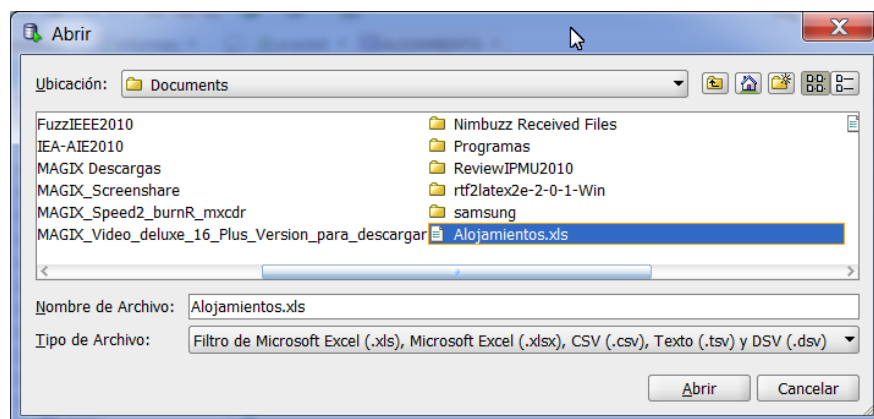 Abrir
Ubicación: Documents
FuzzIEEE2010
IEA-AIE2010
MAGIX Descargas
MAGIX_Screenshare
MAGIX_Speed2_burnR_mxcdr
MAGIX_Video_deluxe_16_Plus_Version_para_descargar
Nimbuzz Received Files
Programas
ReviewIPMU2010
rtf2latex2e-2-0-1-Win
samsung
Alojamientos.xls
Nombre de Archivo: Alojamientos.xls
Tipo de Archivo: Filtro de Microsoft Excel (.xls), Microsoft Excel (.xlsx), CSV (.csv), Texto (.tsv) y DSV (.dsv)
Abrir Cancelar